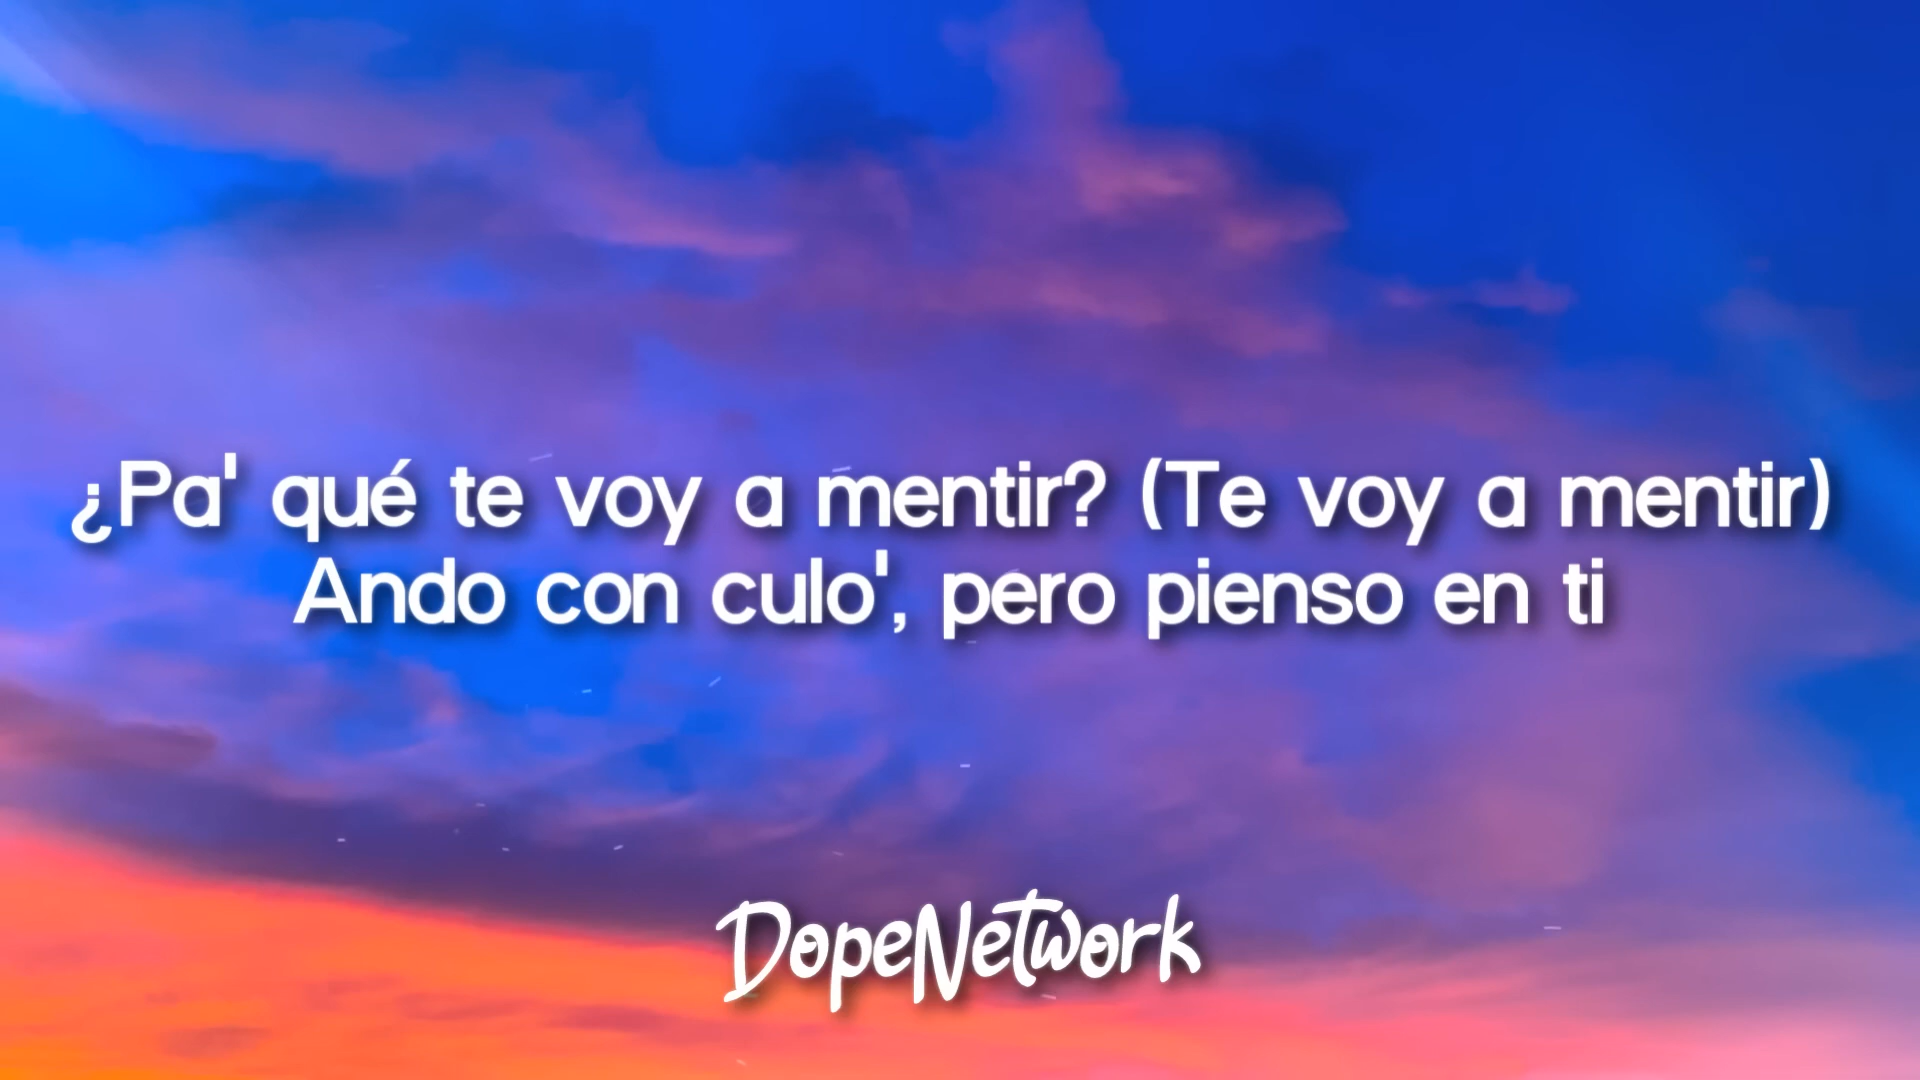 ¿Pa' qué te voy a mentir? (Te voy a mentir)
Ando con culo', pero pienso en ti
DopeNetwork